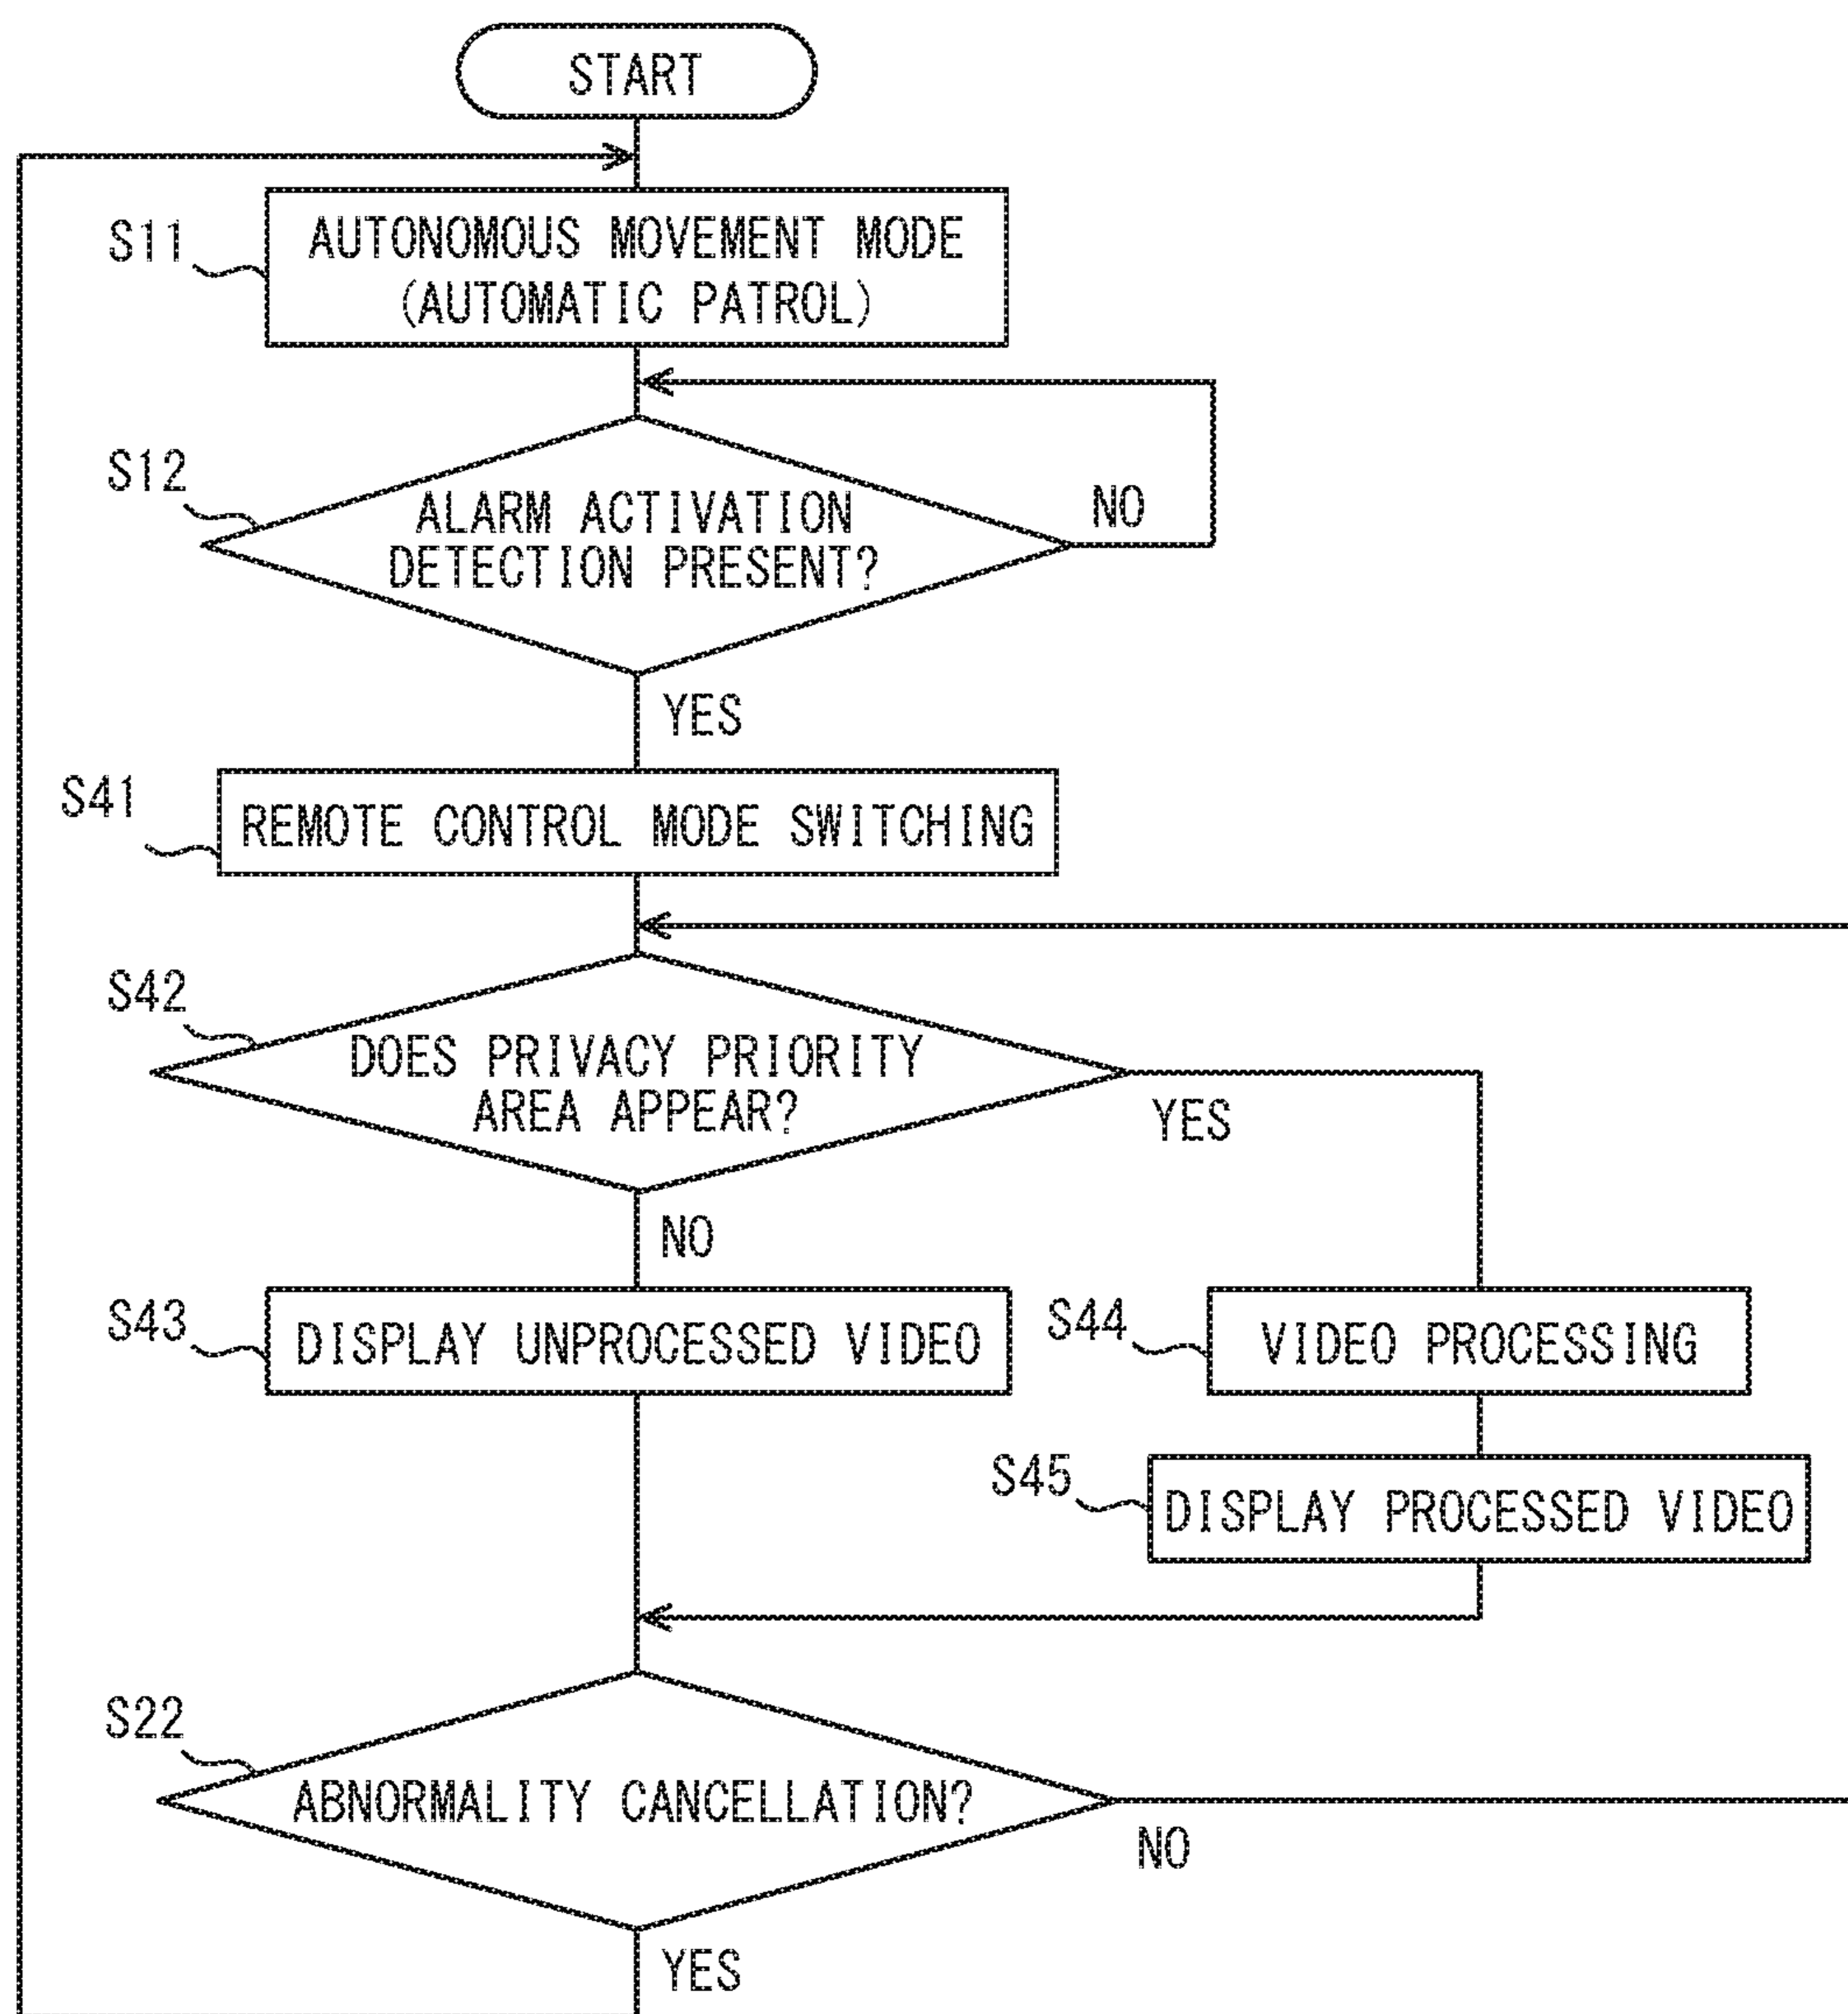 START
S11
AUTONOMOUS MOVEMENT MODE
(AUTOMATIC PATROL)
S12
ALARM ACTIVATION
DETECTION PRESENT?
NO
YES
S41
REMOTE CONTROL MODE SWITCHING
S42
DOES PRIVACY PRIORITY
AREA APPEAR?
YES
NO
S43
DISPLAY UNPROCESSED VIDEO
S44
VIDEO PROCESSING
S45
DISPLAY PROCESSED VIDEO
S22
ABNORMALITY CANCELLATION?
NO
YES